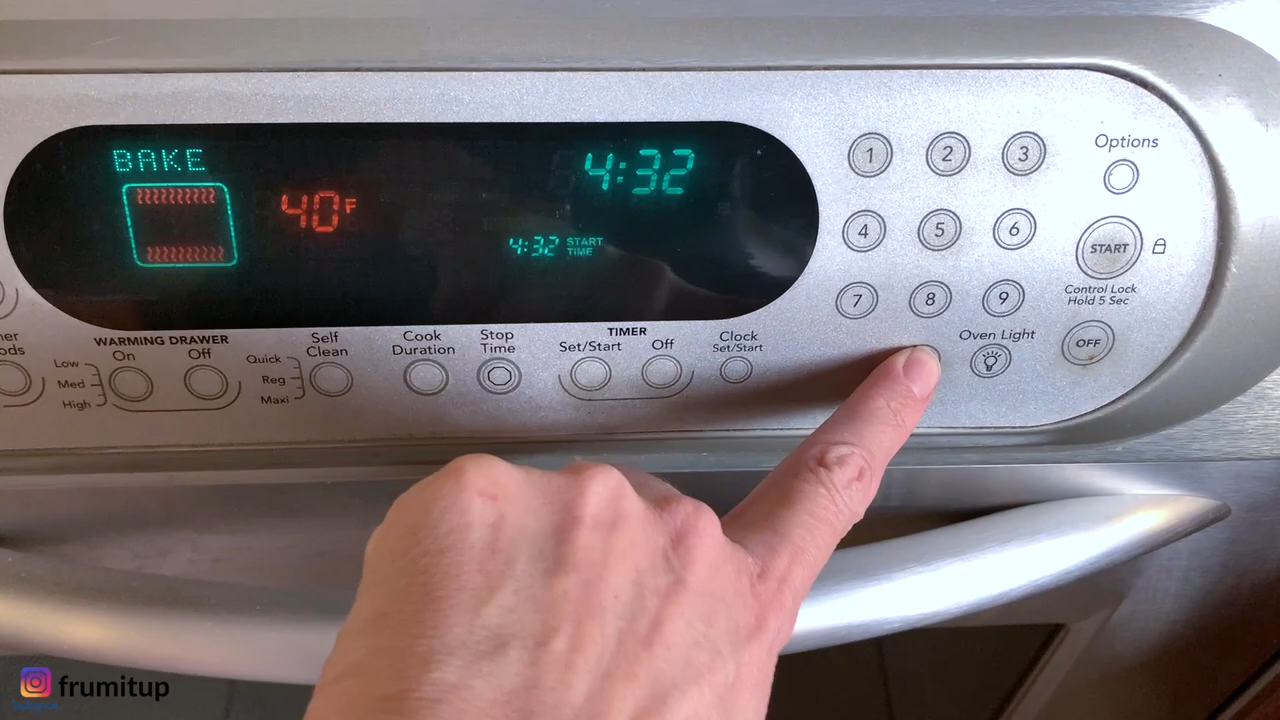 BAKE
40F
4:32
4:32 START TIME
1 2 3
4 5 6
7 8 9
Options
START
Control Lock
Hold 5 Sec
OFF
Oven Light
WARMING DRAWER
On Off
Low
Med
High
Self
Clean
Quick
Reg
Maxi
Cook
Duration
Stop
Time
TIMER
Set/Start Off
Clock
Set/Start
frumitup